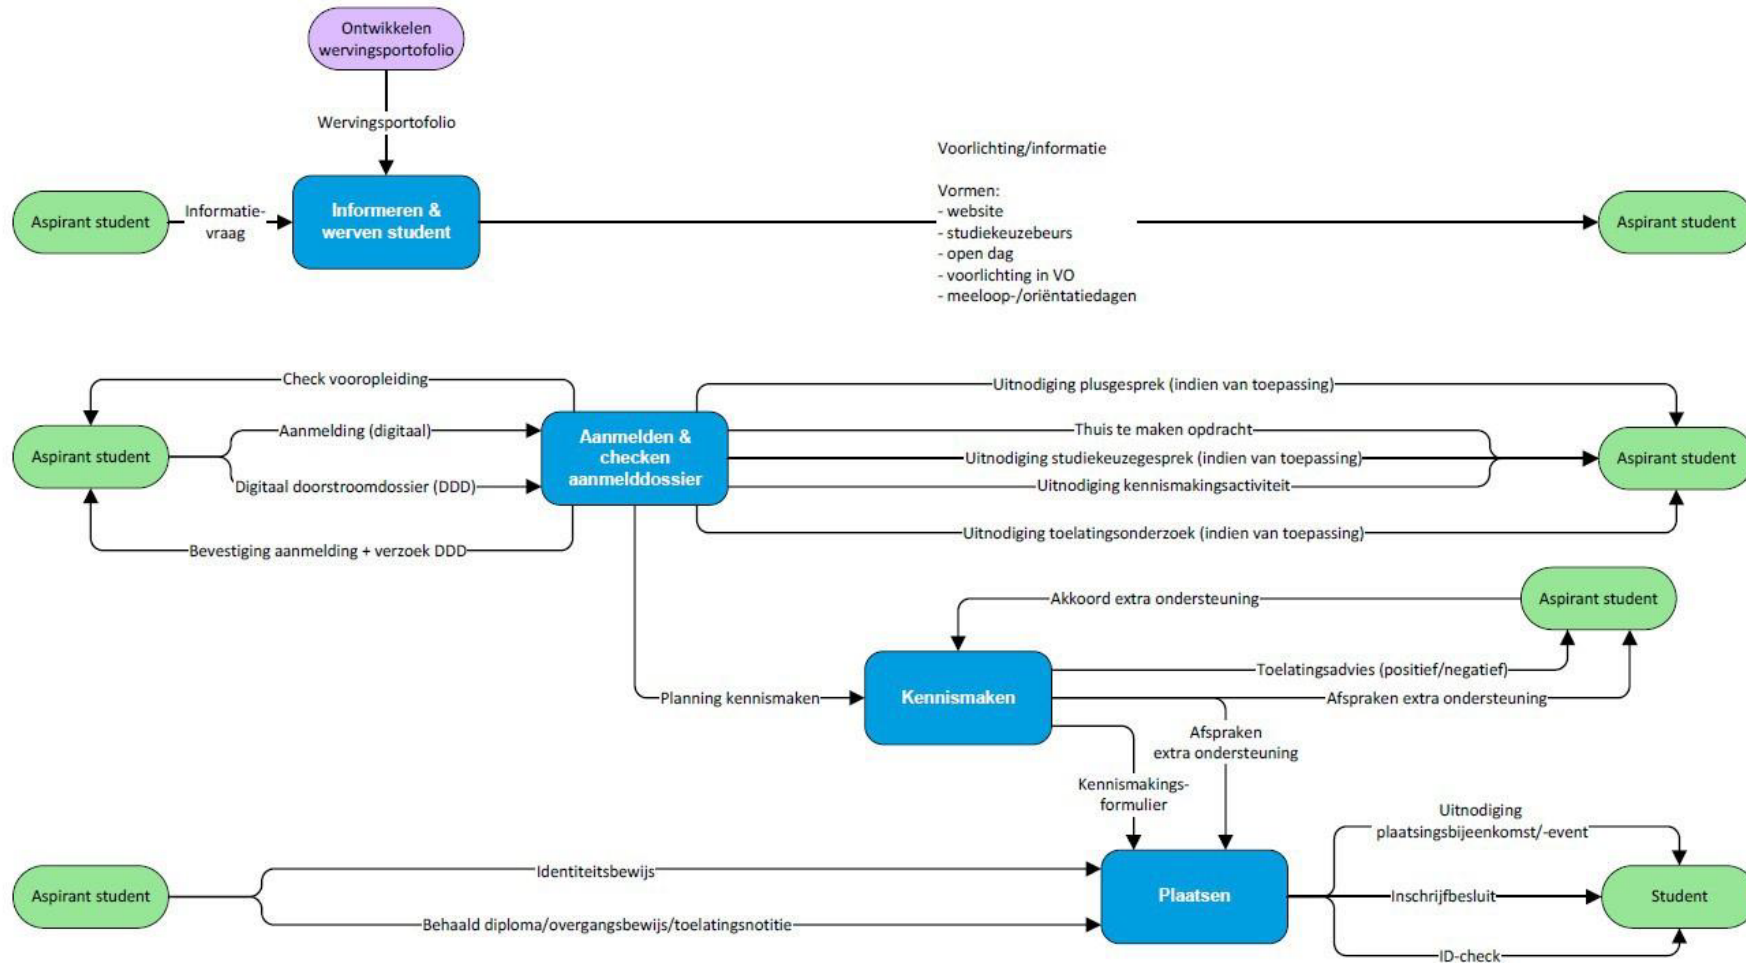 Ontwikkelen
wervingsportofolio
Wervingsportofolio
Voorlichting/informatie
Vormen:
- website
- studiekeuzebeurs
- open dag
- voorlichting in VO
- meeloop-/oriëntatiedagen
Aspirant student
Informatie-
vraag
Informeren &
werven student
Aspirant student
Check vooropleiding
Uitnodiging plusgesprek (indien van toepassing)
Aanmelding (digitaal)
Thuis te maken opdracht
Aspirant student
Aanmelden &
checken
aanmelddossier
Uitnodiging studiekeuzegesprek (indien van toepassing)
Aspirant student
Digitaal doorstroomdossier (DDD)
Uitnodiging kennismakingsactiviteit
Bevestiging aanmelding + verzoek DDD
Uitnodiging toelatingsonderzoek (indien van toepassing)
Akkoord extra ondersteuning
Aspirant student
Toelatingsadvies (positief/negatief)
Planning kennismaken
Kennismaken
Afspraken extra ondersteuning
Afspraken
extra ondersteuning
Kennismakings-
formulier
Uitnodiging
plaatsingsbijeenkomst/-event
Identiteitsbewijs
Aspirant student
Plaatsen
Inschrijfbesluit
Student
Behaald diploma/overgangsbewijs/toelatingsnotitie
ID-check